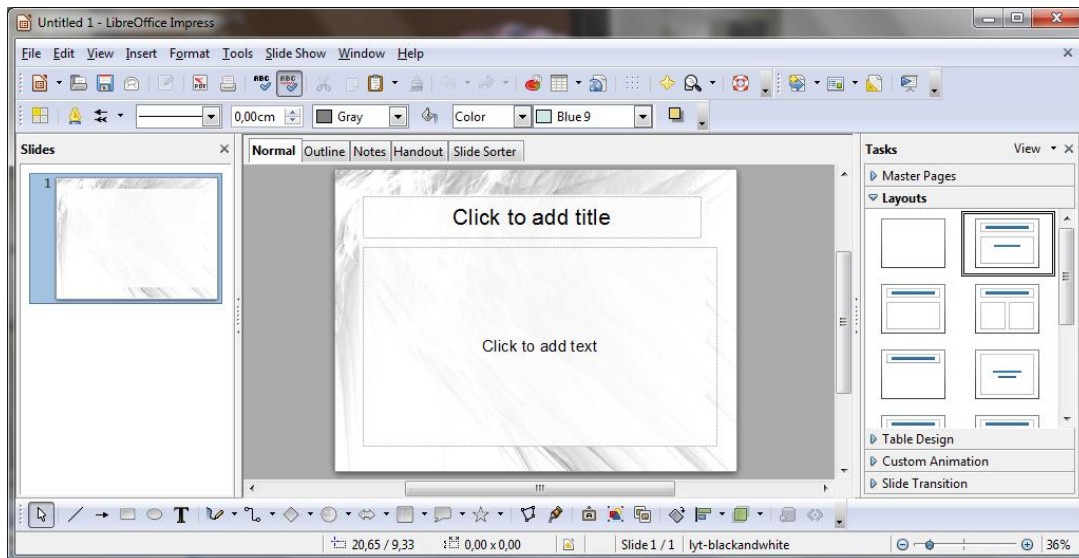 Untitled 1 - LibreOffice Impress
File Edit View Insert Format Tools Slide Show Window Help
PDF ABC ABC
0,00cm Gray Color Blue 9
Slides
Normal Outline Notes Handout Slide Sorter
Tasks View
1
Master Pages
Layouts
Click to add title
Click to add text
Table Design
Custom Animation
Slide Transition
T
20,65 / 9,33 0,00 x 0,00 Slide 1 / 1 lyt-blackandwhite 36%